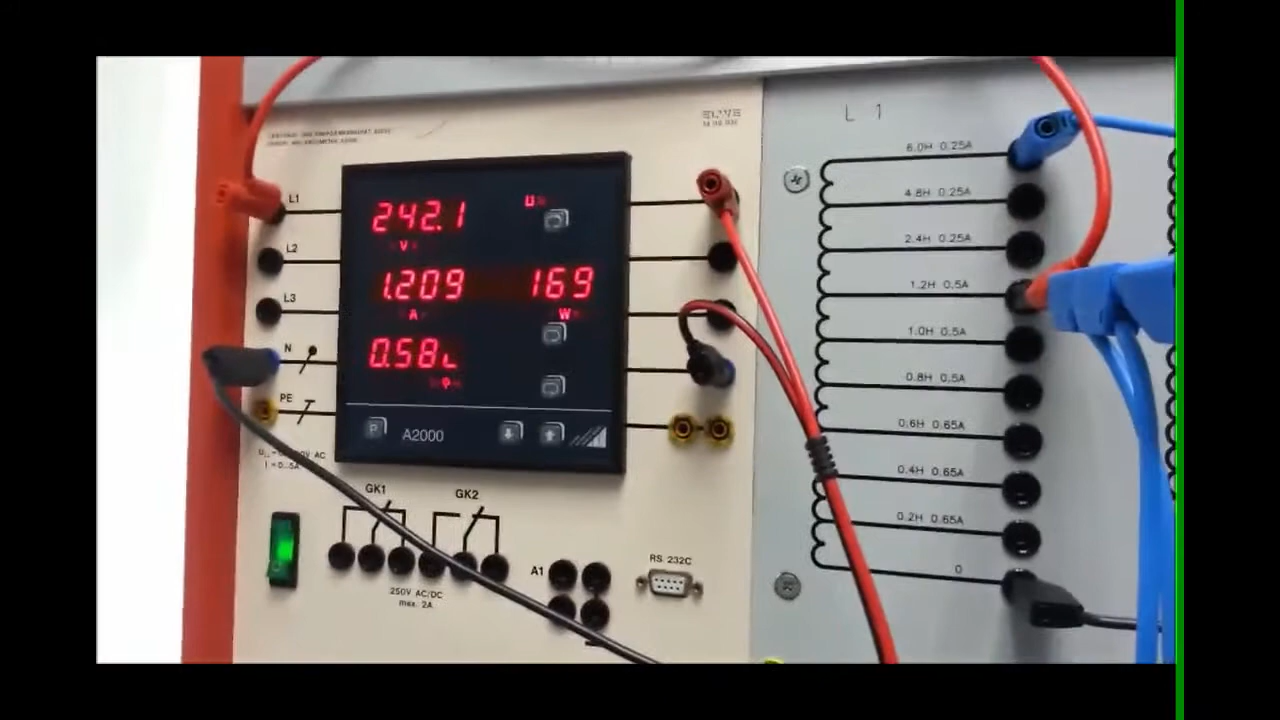 L 1
6.0H 0.25A
L1
242.1
U
4.8H 0.25A
V
L2
2.4H 0.25A
1.209
169
1.2H 0.5A
L3
A
W
1.0H 0.5A
N
0.58L
φ
0.8H 0.5A
PE
P
A2000
0.6H 0.65A
0.4H 0.65A
GK1
GK2
0.2H 0.65A
RS 232C
A1
0
250V AC/DC
max. 2A